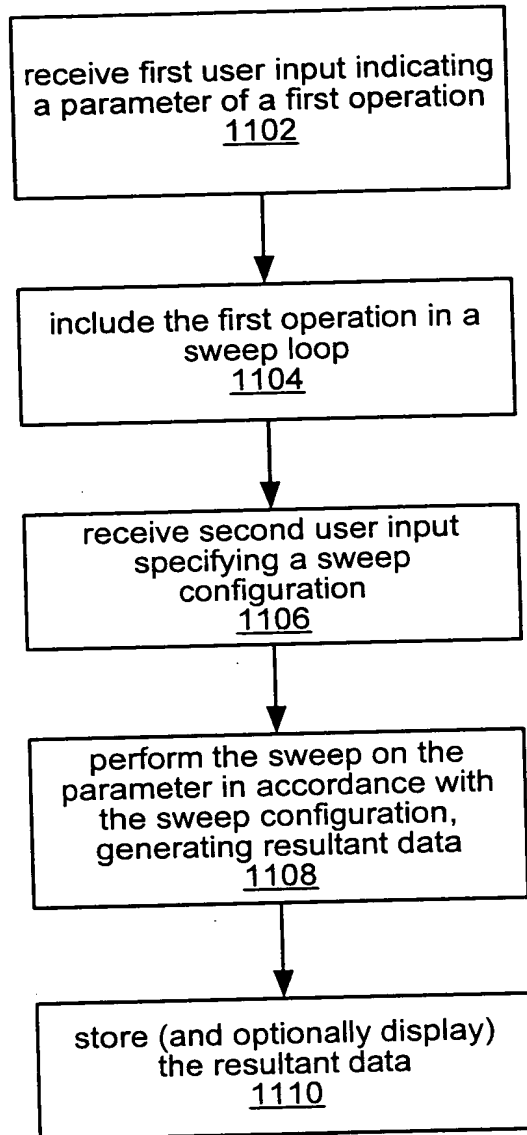 receive first user input indicating
a parameter of a first operation
1102
include the first operation in a
sweep loop
1104
receive second user input
specifying a sweep
configuration
1106
perform the sweep on the
parameter in accordance with
the sweep configuration,
generating resultant data
1108
store (and optionally display)
the resultant data
1110